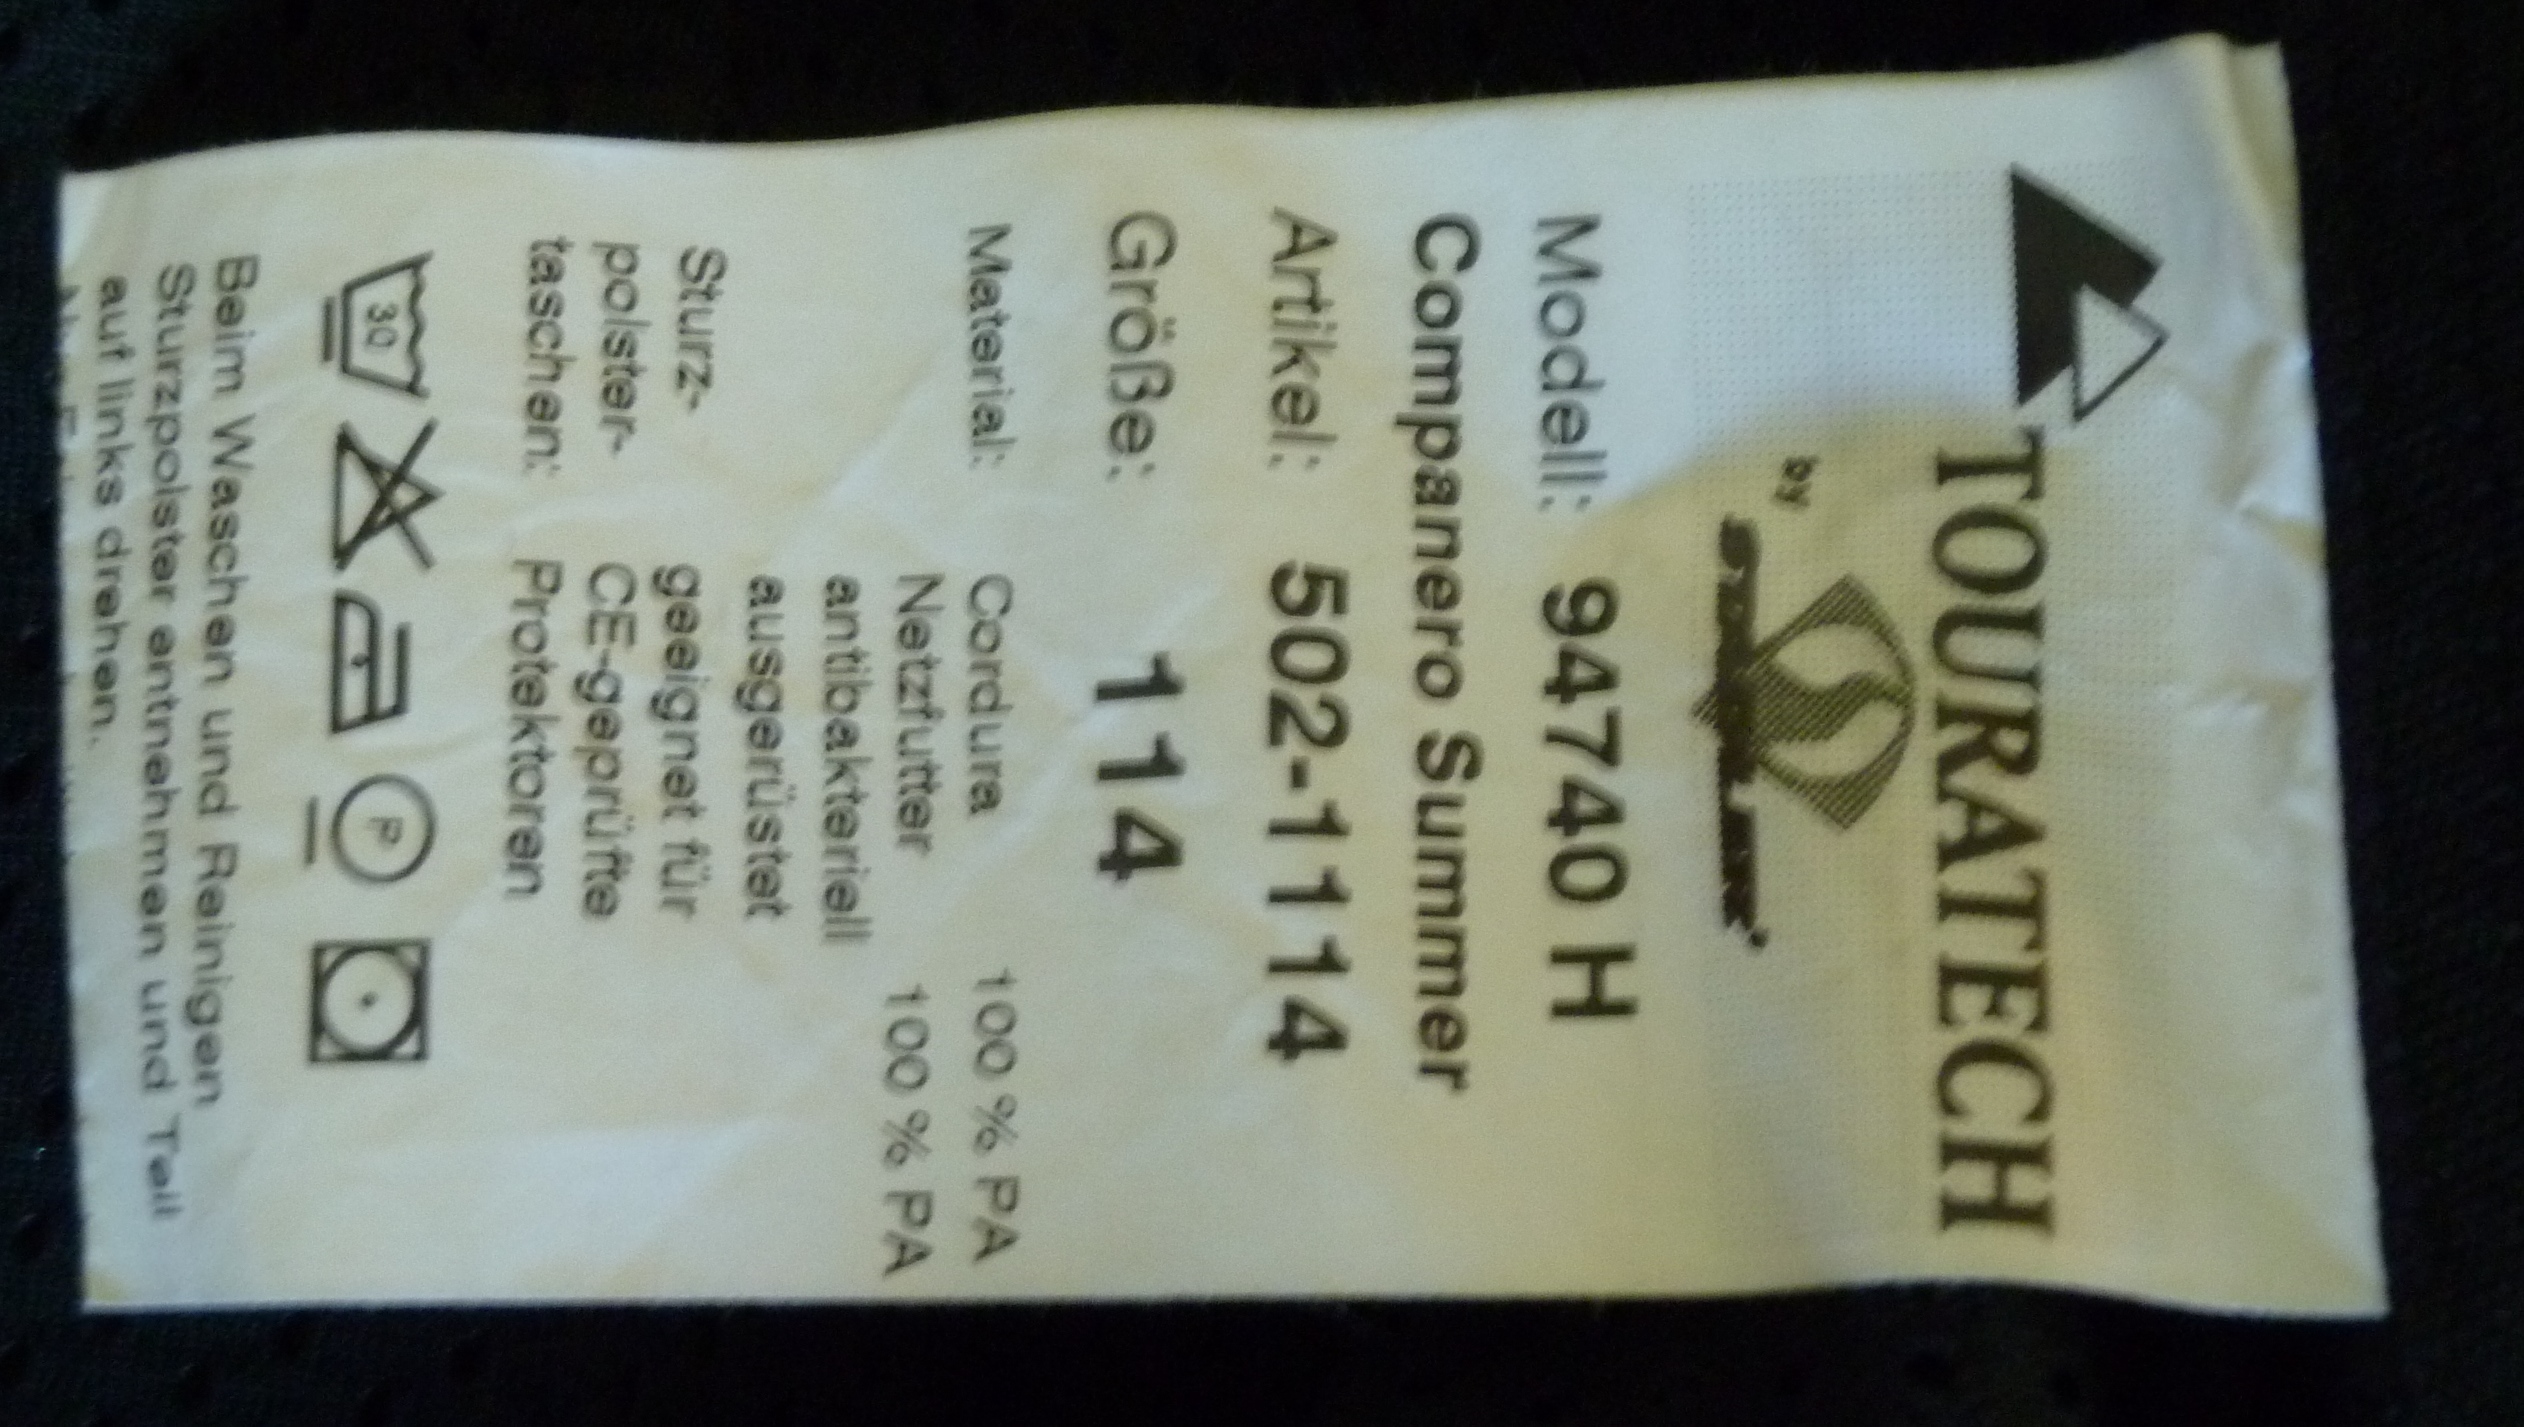 TOURATECH
by
STADLER
Modell: 94740 H
Companero Summer
Artikel: 502-1114
Größe: 114
Material: Cordura 100 % PA
Netzfutter 100 % PA
antibakteriell
ausgerüstet
Sturz- geeignet für
polster- CE-geprüfte
taschen: Protektoren
30 P
Beim Waschen und Reinigen
Sturzpolster entnehmen und Teil
auf links drehen.